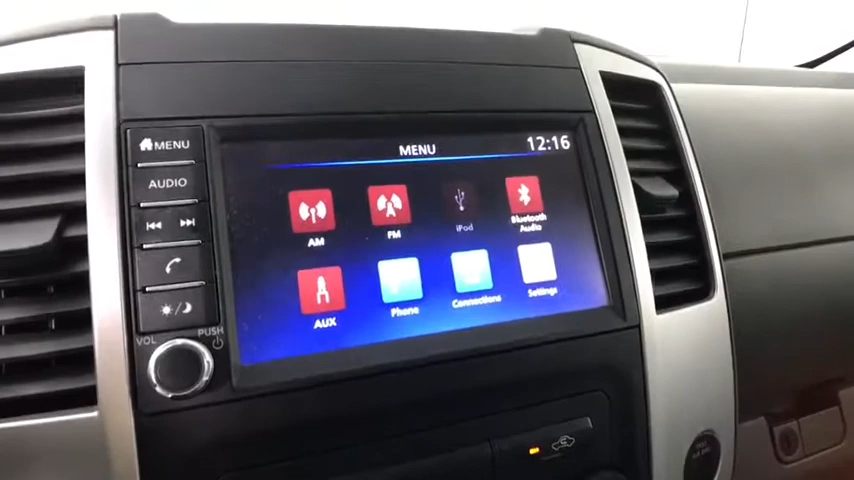 MENU
MENU
12:16
AUDIO
AM
FM
iPod
Bluetooth
Audio
AUX
Phone
Connections
Settings
VOL
PUSH